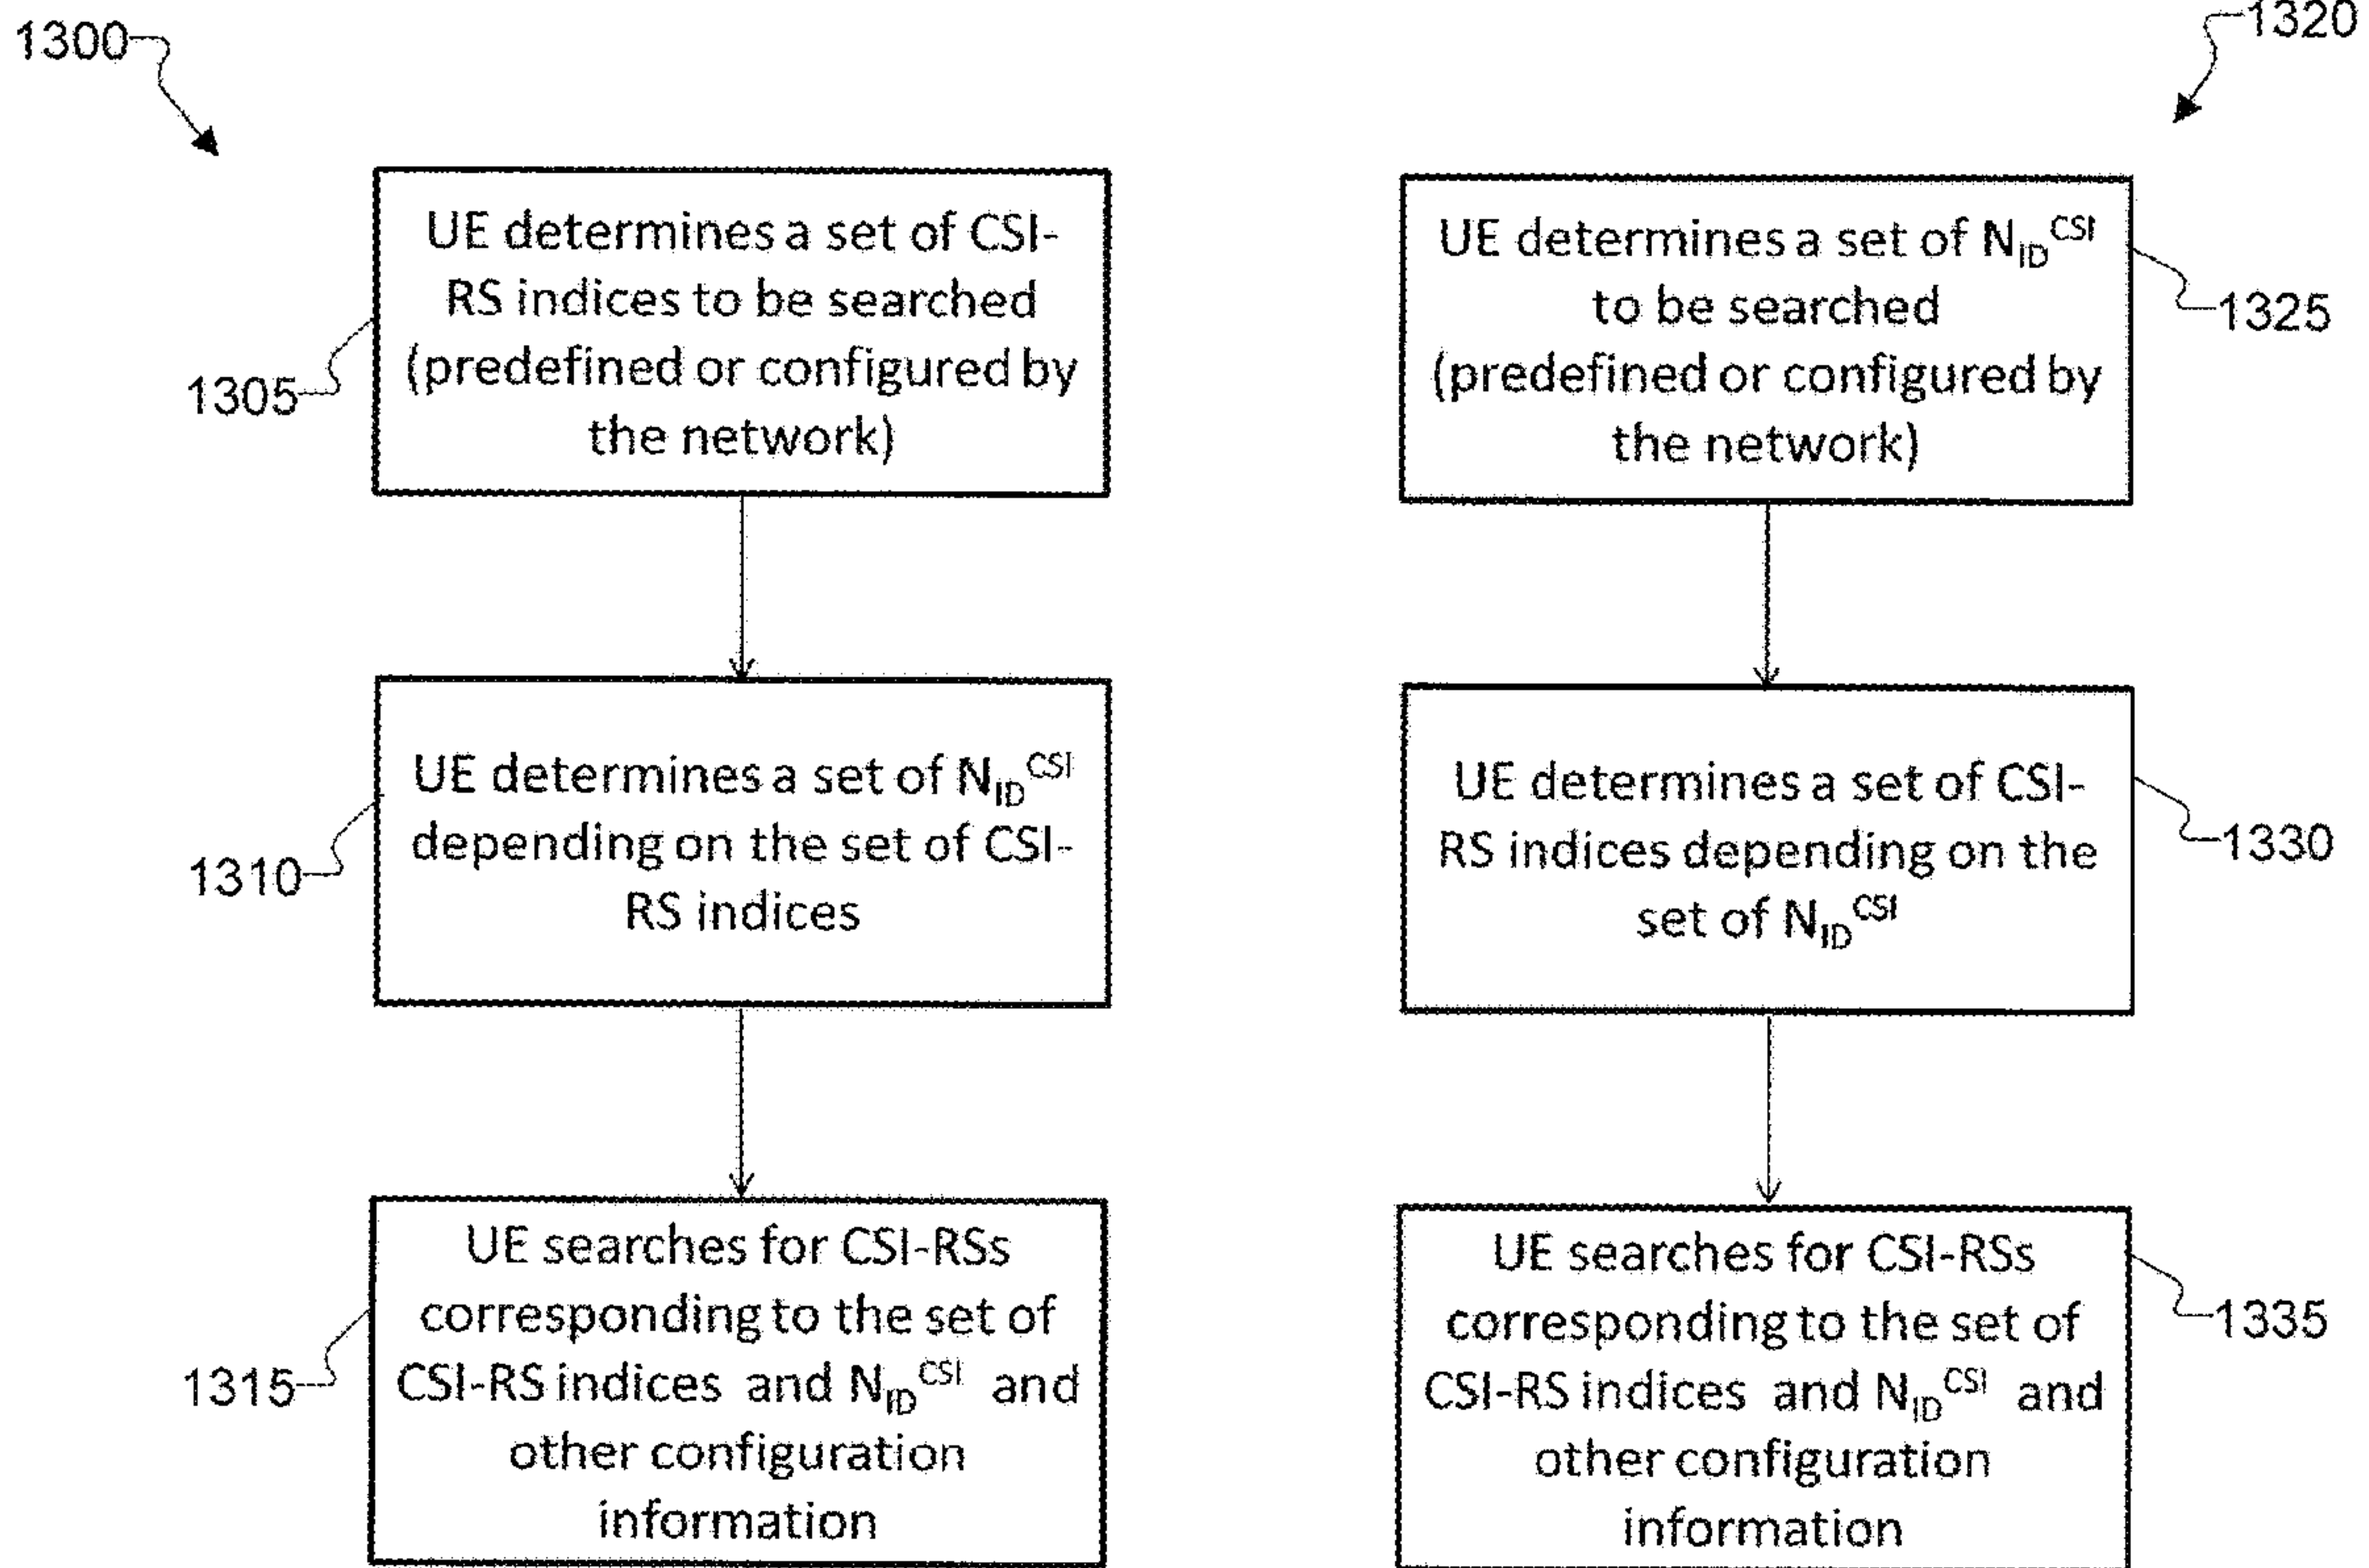 1300
UE determines a set of CSI-
RS indices to be searched
(predefined or configured by
the network)
1305
UE determines a set of N_ID^CSI
depending on the set of CSI-
RS indices
1310
UE searches for CSI-RSs
corresponding to the set of
CSI-RS indices and N_ID^CSI and
other configuration
information
1315
1320
UE determines a set of N_ID^CSI
to be searched
(predefined or configured by
the network)
1325
UE determines a set of CSI-
RS indices depending on the
set of N_ID^CSI
1330
UE searches for CSI-RSs
corresponding to the set of
CSI-RS indices and N_ID^CSI and
other configuration
information
1335